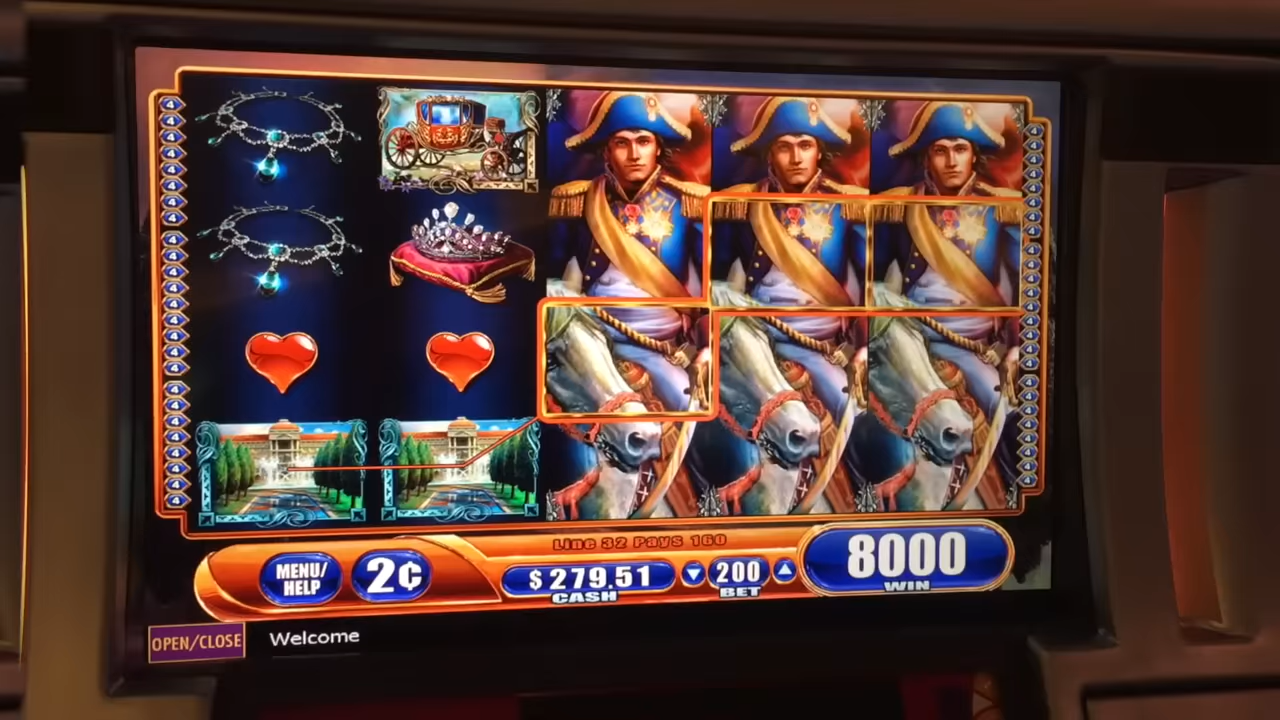 Line 32 Pays 160
MENU/
HELP
2¢
$279.51
CASH
200
BET
8000
WIN
OPEN/CLOSE
Welcome